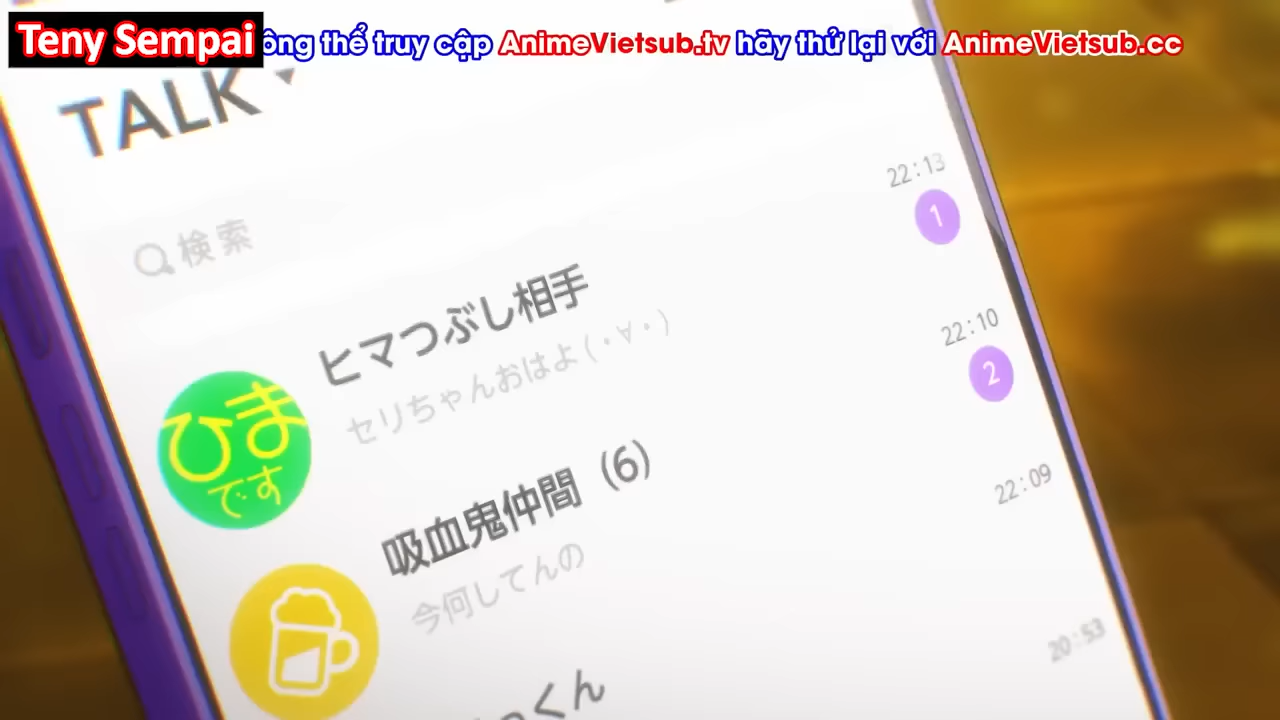 Teny Sempai
ông thể truy cập AnimeVietsub.tv hãy thử lại với AnimeVietsub.cc
TALK
検索
22:13
1
ヒマつぶし相手
セリちゃんおはよ(・∀・)
ひま
です
22:10
2
吸血鬼仲間（6）
今何してんの
22:09
20:53
くん